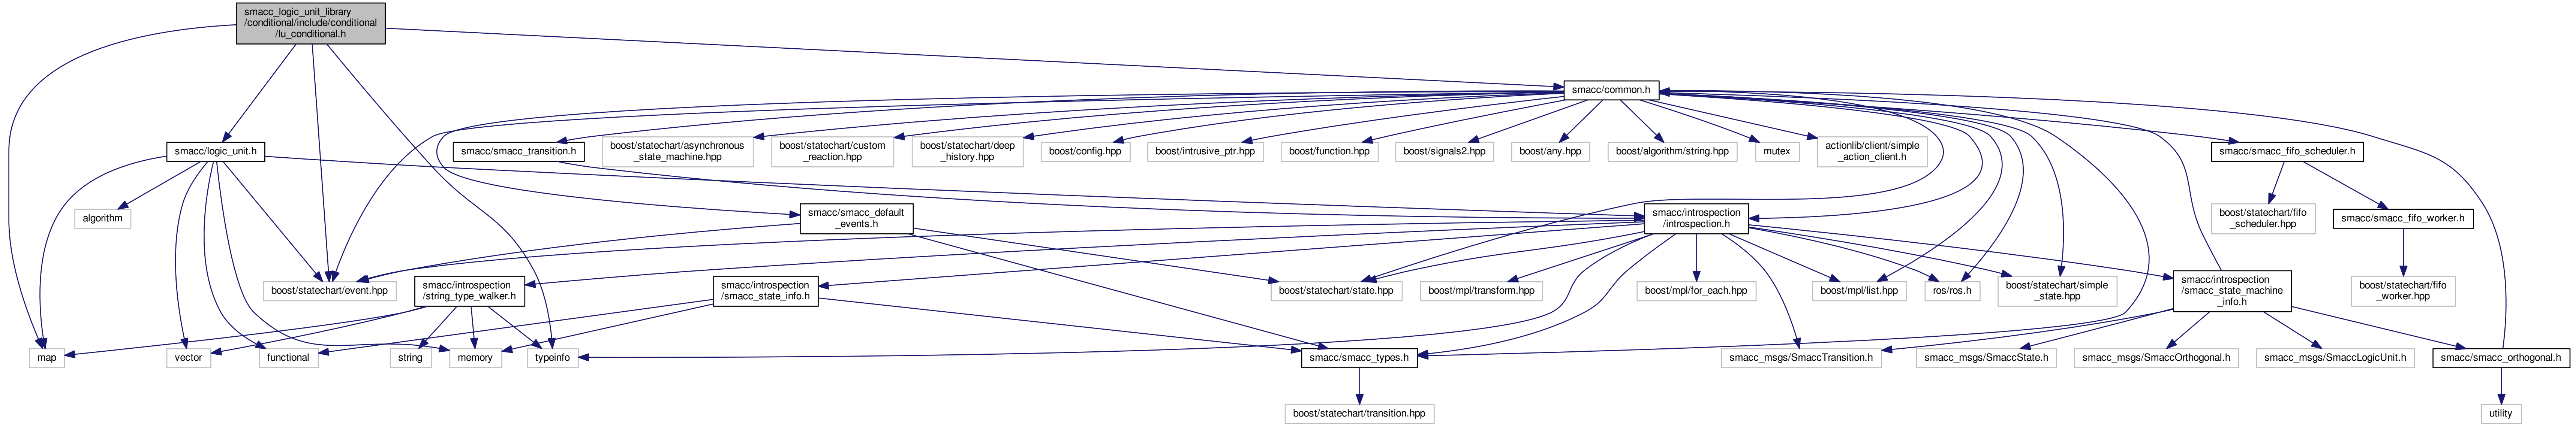 smacc_logic_unit_library
/conditional/include/conditional
/lu_conditional.h
smacc/common.h
smacc/logic_unit.h
smacc/smacc_transition.h
boost/statechart/asynchronous
_state_machine.hpp
boost/statechart/custom
_reaction.hpp
boost/statechart/deep
_history.hpp
boost/config.hpp
boost/intrusive_ptr.hpp
boost/function.hpp
boost/signals2.hpp
boost/any.hpp
boost/algorithm/string.hpp
mutex
actionlib/client/simple
_action_client.h
smacc/smacc_fifo_scheduler.h
algorithm
smacc/smacc_default
_events.h
smacc/introspection
/introspection.h
boost/statechart/fifo
_scheduler.hpp
smacc/smacc_fifo_worker.h
boost/statechart/event.hpp
smacc/introspection
/string_type_walker.h
smacc/introspection
/smacc_state_info.h
boost/statechart/state.hpp
boost/mpl/transform.hpp
boost/mpl/for_each.hpp
boost/mpl/list.hpp
ros/ros.h
boost/statechart/simple
_state.hpp
smacc/introspection
/smacc_state_machine
_info.h
boost/statechart/fifo
_worker.hpp
map
vector
functional
string
memory
typeinfo
smacc/smacc_types.h
smacc_msgs/SmaccTransition.h
smacc_msgs/SmaccState.h
smacc_msgs/SmaccOrthogonal.h
smacc_msgs/SmaccLogicUnit.h
smacc/smacc_orthogonal.h
boost/statechart/transition.hpp
utility